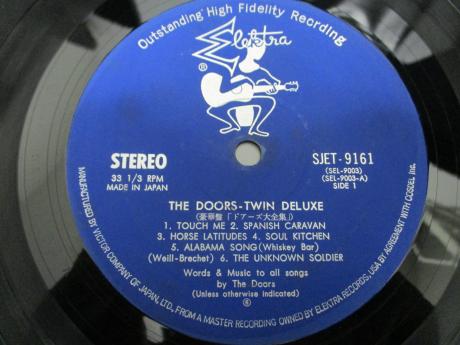 Outstanding High Fidelity Recording
Elektra
®
STEREO
33 1/3 RPM
MADE IN JAPAN
SJET-9161
(SEL-9003)
(SEL-9003-A)
SIDE 1
THE DOORS-TWIN DELUXE
(豪華盤「ドアーズ大全集」)
1. TOUCH ME 2. SPANISH CARAVAN
3. HORSE LATITUDES 4. SOUL KITCHEN
5. ALABAMA SONG (Whiskey Bar)
(Weill-Brechet) 6. THE UNKNOWN SOLDIER
Words & Music to all songs
by The Doors
(Unless otherwise indicated)
MANUFACTURED BY VICTOR COMPANY OF JAPAN, LTD., FROM A MASTER RECORDING OWNED BY ELEKTRA RECORDS, USA BY AGREEMENT WITH COSDEL Inc.